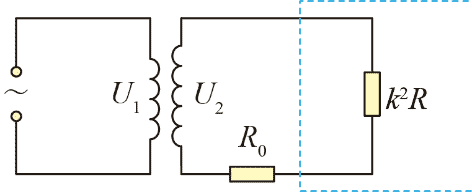 ~
U₁
U₂
k²R
R₀